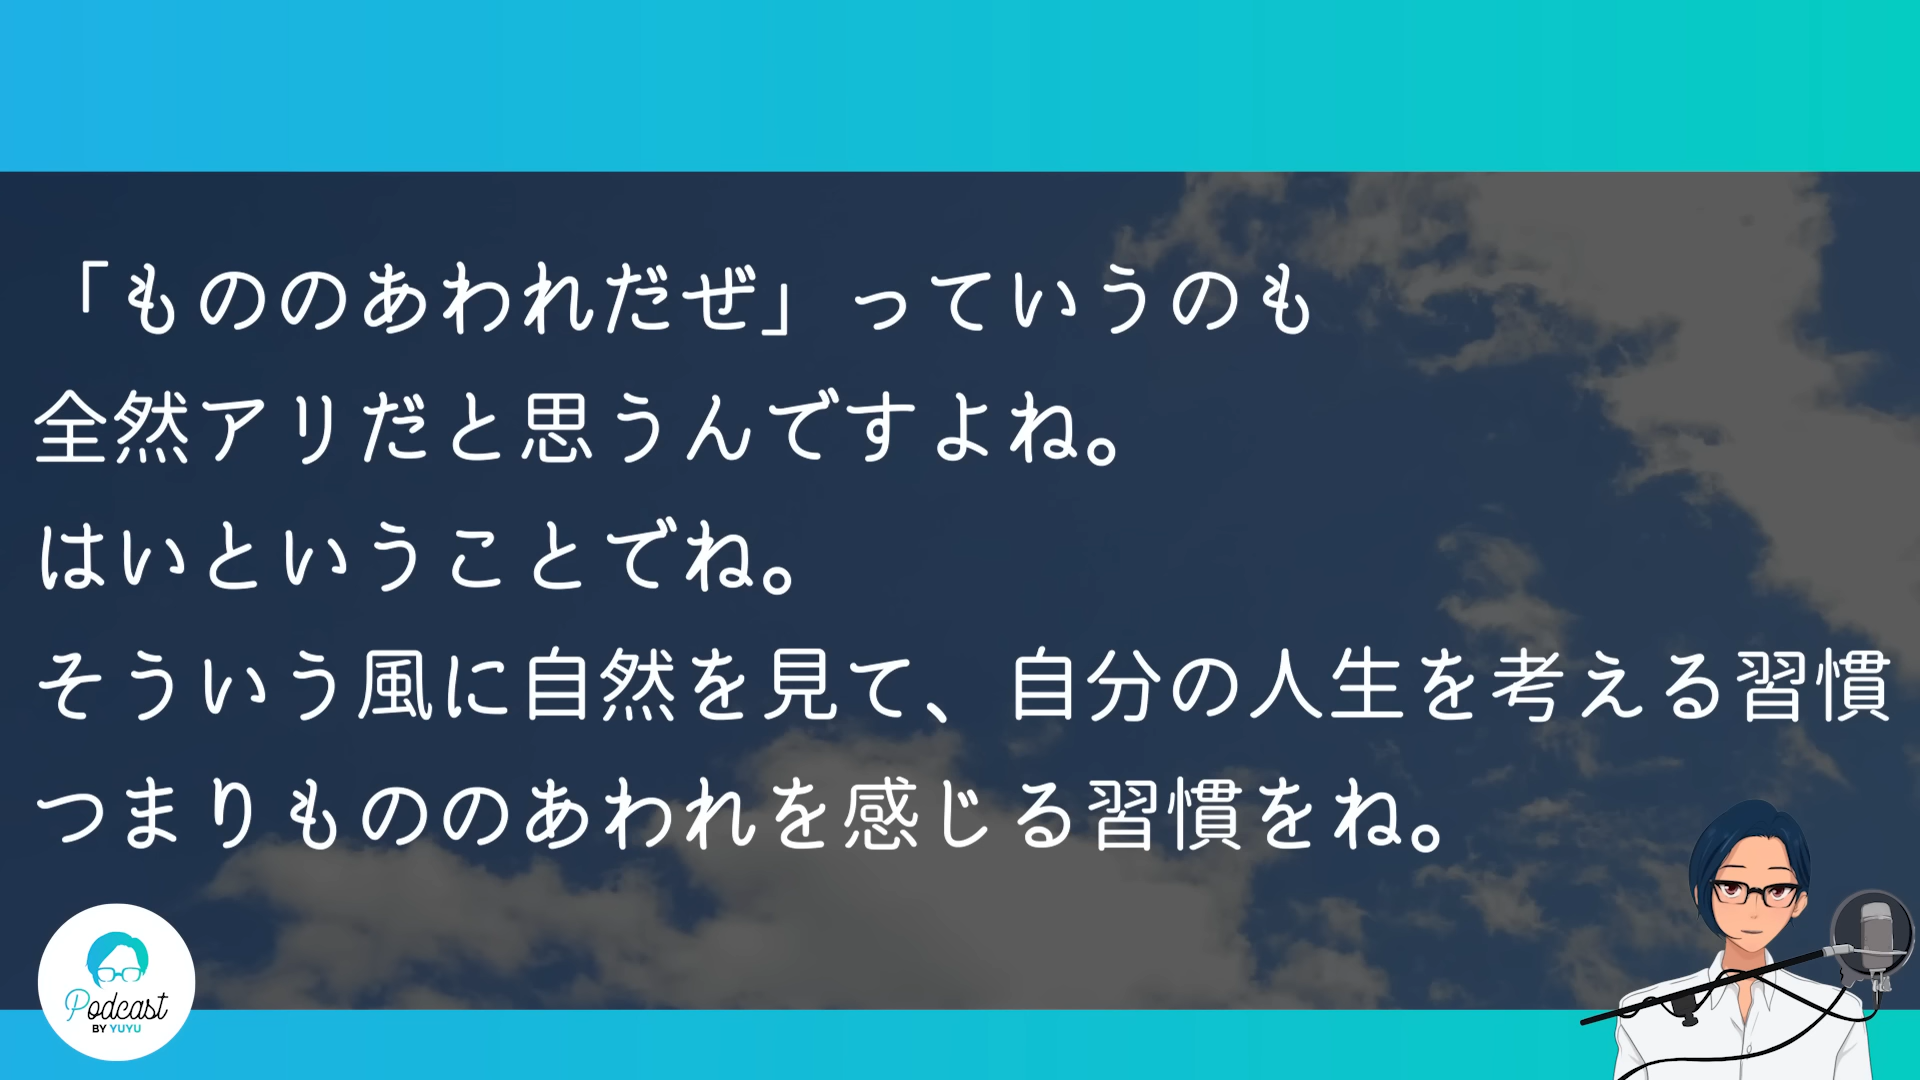 「もののあわれだぜ」っていうのも
全然アリだと思うんですよね。
はいということでね。
そういう風に自然を見て、自分の人生を考える習慣
つまりもののあわれを感じる習慣をね。
Podcast
BY YUYU